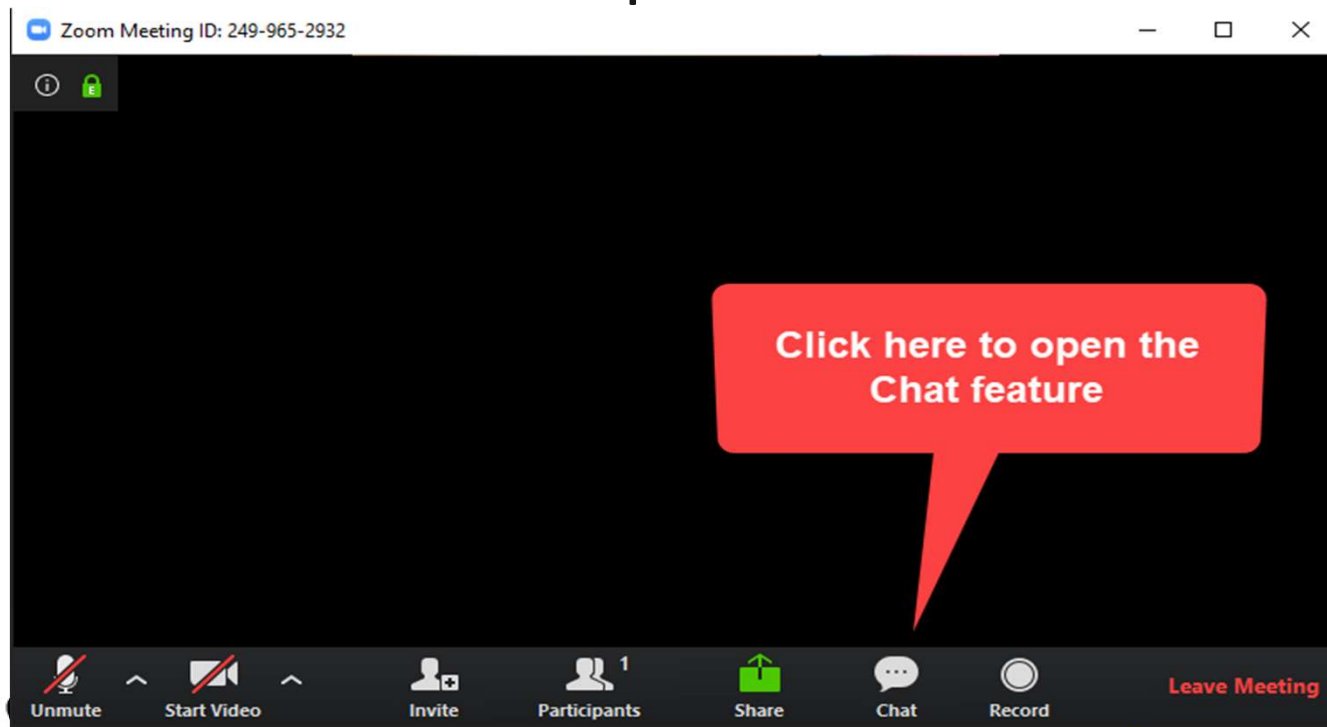 Zoom Meeting ID: 249-965-2932
E
Click here to open the
Chat feature
1
Unmute Start Video Invite Participants Share Chat Record Leave Meeting